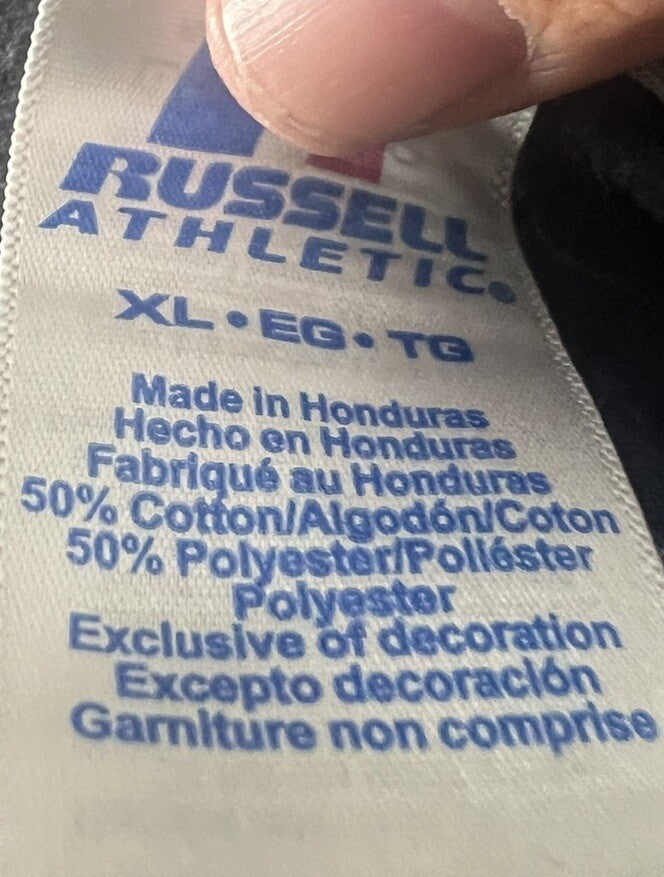 RUSSELL
ATHLETIC®
XL • EG • TG
Made in Honduras
Hecho en Honduras
Fabriqué au Honduras
50% Cotton/Algodón/Coton
50% Polyester/Poliéster
Polyester
Exclusive of decoration
Excepto decoración
Garniture non comprise